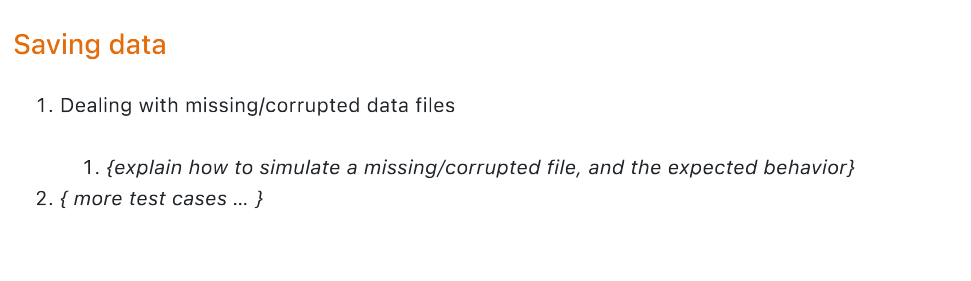 Saving data
1. Dealing with missing/corrupted data files
1. {explain how to simulate a missing/corrupted file, and the expected behavior}
2. { more test cases … }